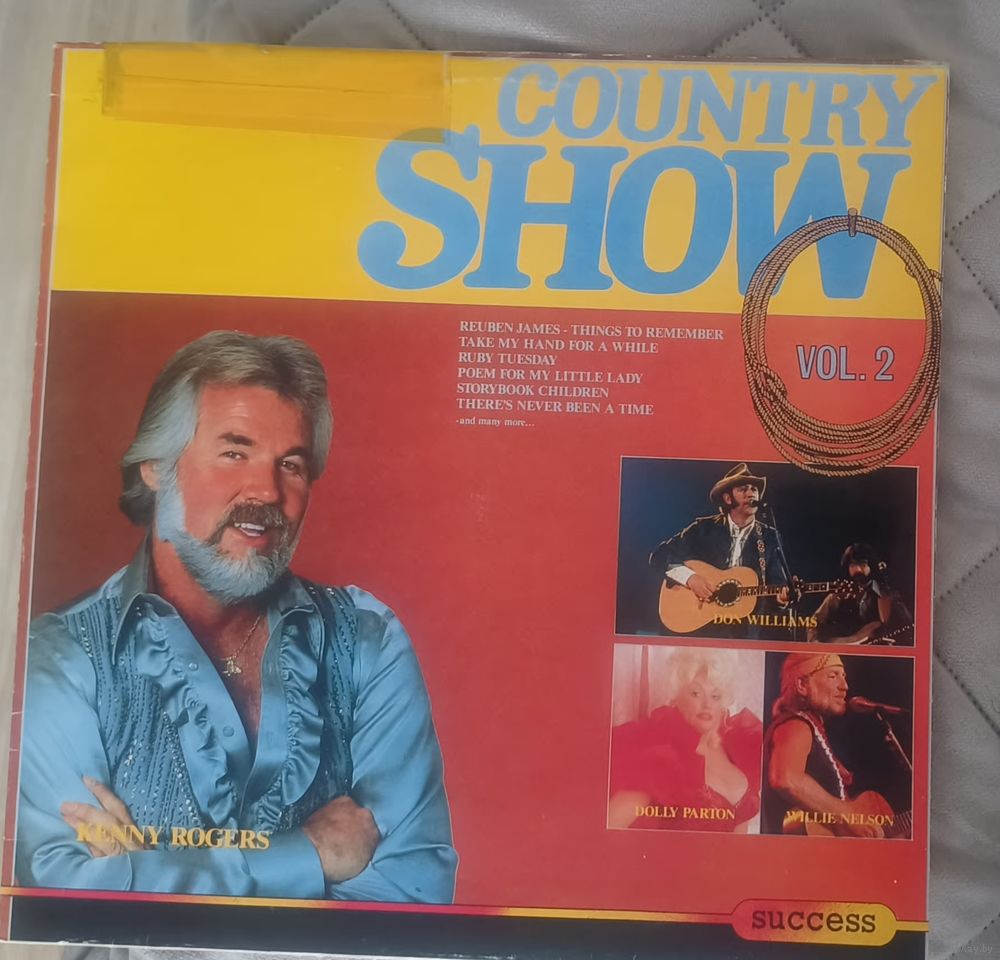 COUNTRY
SHOW
REUBEN JAMES - THINGS TO REMEMBER
TAKE MY HAND FOR A WHILE
RUBY TUESDAY
POEM FOR MY LITTLE LADY
STORYBOOK CHILDREN
THERE'S NEVER BEEN A TIME
-and many more...
VOL. 2
DON WILLIAMS
DOLLY PARTON
WILLIE NELSON
KENNY ROGERS
success